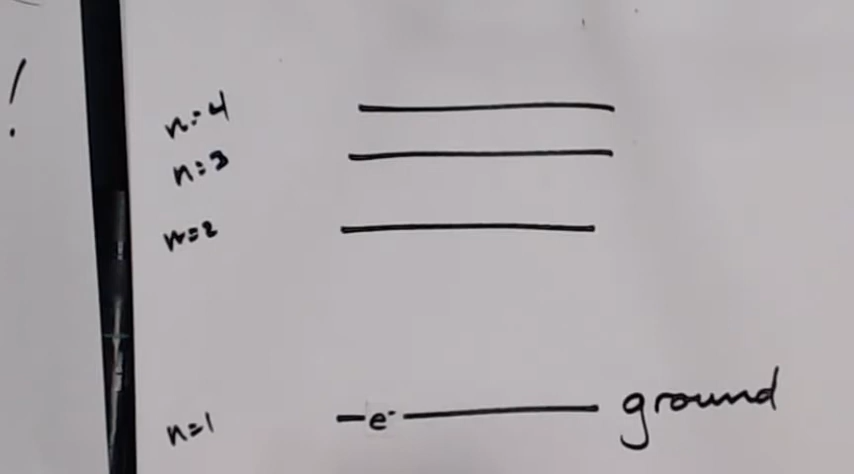 !
n=4
n=3
n=2
n=1 e- ground